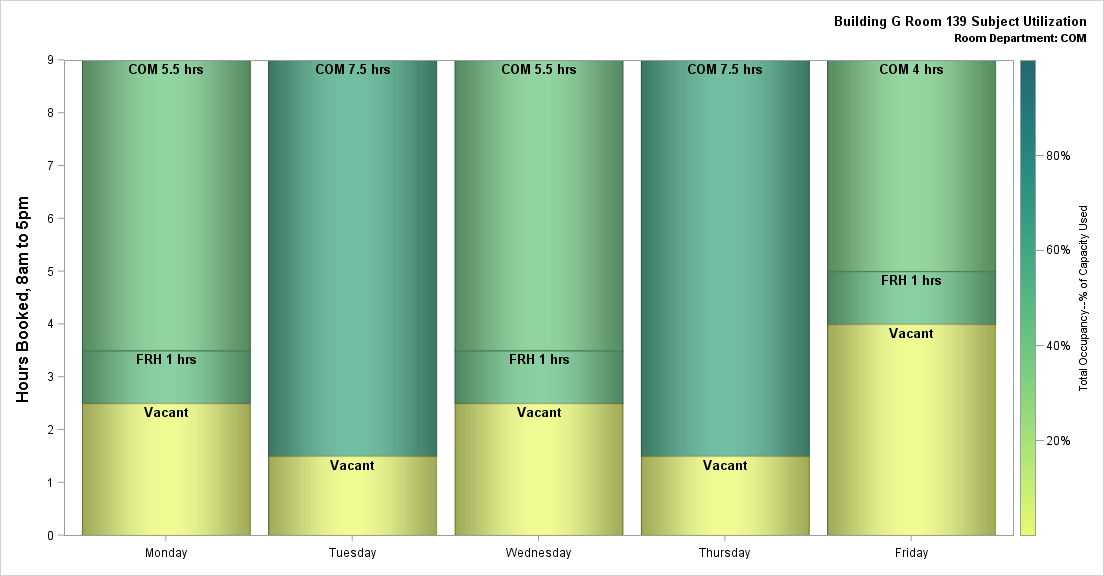 Building G Room 139 Subject Utilization
Room Department: COM
Hours Booked, 8am to 5pm
9
8
7
6
5
4
3
2
1
0
COM 5.5 hrs
FRH 1 hrs
Vacant
COM 7.5 hrs
Vacant
COM 5.5 hrs
FRH 1 hrs
Vacant
COM 7.5 hrs
Vacant
COM 4 hrs
FRH 1 hrs
Vacant
Monday
Tuesday
Wednesday
Thursday
Friday
80%
60%
40%
20%
Total Occupancy--% of Capacity Used